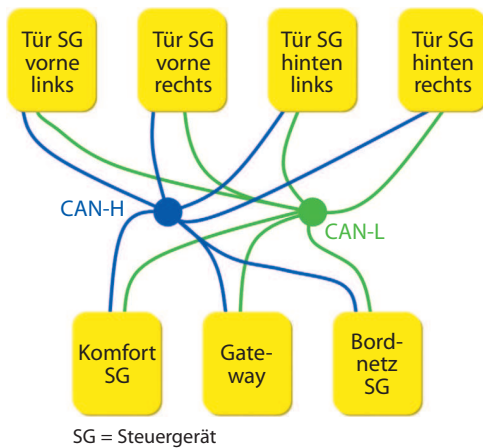 Tür SG
vorne
links
Tür SG
vorne
rechts
Tür SG
hinten
links
Tür SG
hinten
rechts
CAN-H
CAN-L
Komfort
SG
Gate-
way
Bord-
netz
SG
SG = Steuergerät